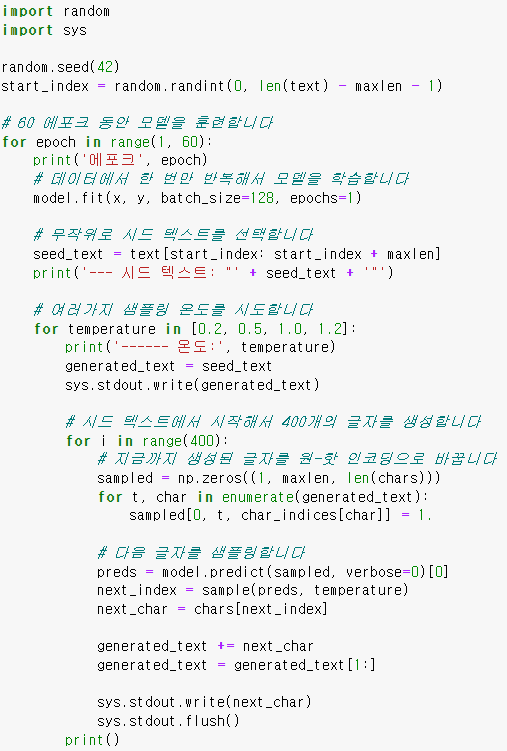 import random
import sys

random.seed(42)
start_index = random.randint(0, len(text) - maxlen - 1)

# 60 에포크 동안 모델을 훈련합니다
for epoch in range(1, 60):
    print('에포크', epoch)
    # 데이터에서 한 번만 반복해서 모델을 학습합니다
    model.fit(x, y, batch_size=128, epochs=1)

    # 무작위로 시드 텍스트를 선택합니다
    seed_text = text[start_index: start_index + maxlen]
    print('--- 시드 텍스트: "' + seed_text + '"')

    # 여러가지 샘플링 온도를 시도합니다
    for temperature in [0.2, 0.5, 1.0, 1.2]:
        print('------ 온도:', temperature)
        generated_text = seed_text
        sys.stdout.write(generated_text)

        # 시드 텍스트에서 시작해서 400개의 글자를 생성합니다
        for i in range(400):
            # 지금까지 생성된 글자를 원-핫 인코딩으로 바꿉니다
            sampled = np.zeros((1, maxlen, len(chars)))
            for t, char in enumerate(generated_text):
                sampled[0, t, char_indices[char]] = 1.

            # 다음 글자를 샘플링합니다
            preds = model.predict(sampled, verbose=0)[0]
            next_index = sample(preds, temperature)
            next_char = chars[next_index]

            generated_text += next_char
            generated_text = generated_text[1:]

            sys.stdout.write(next_char)
            sys.stdout.flush()
        print()